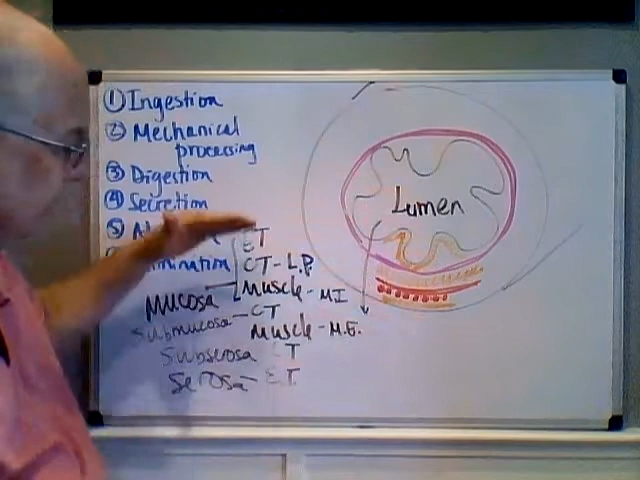 ① Ingestion
② Mechanical
processing
③ Digestion
④ Secretion
⑤
ET
CT - L.P.
Mucosa Muscle - M I
Submucosa - CT
Muscle - M.E.
Subserosa T
Serosa - E.T.
Lumen